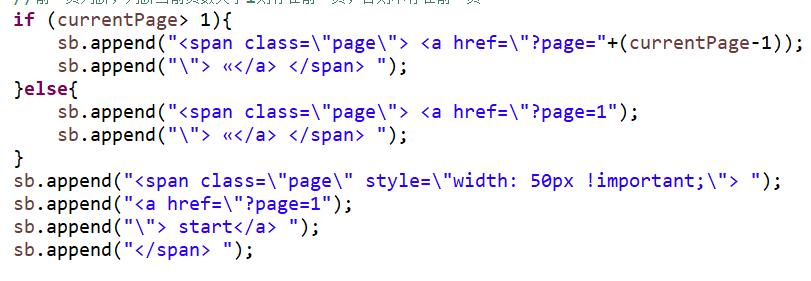 if (currentPage> 1){
sb.append("<span class=\"page\"> <a href=\"?page="+(currentPage-1));
sb.append("\"> «</a> </span> ");
}else{
sb.append("<span class=\"page\"> <a href=\"?page=1");
sb.append("\"> «</a> </span> ");
}
sb.append("<span class=\"page\" style=\"width: 50px !important;\"> ");
sb.append("<a href=\"?page=1");
sb.append("\"> start</a> ");
sb.append("</span> ");